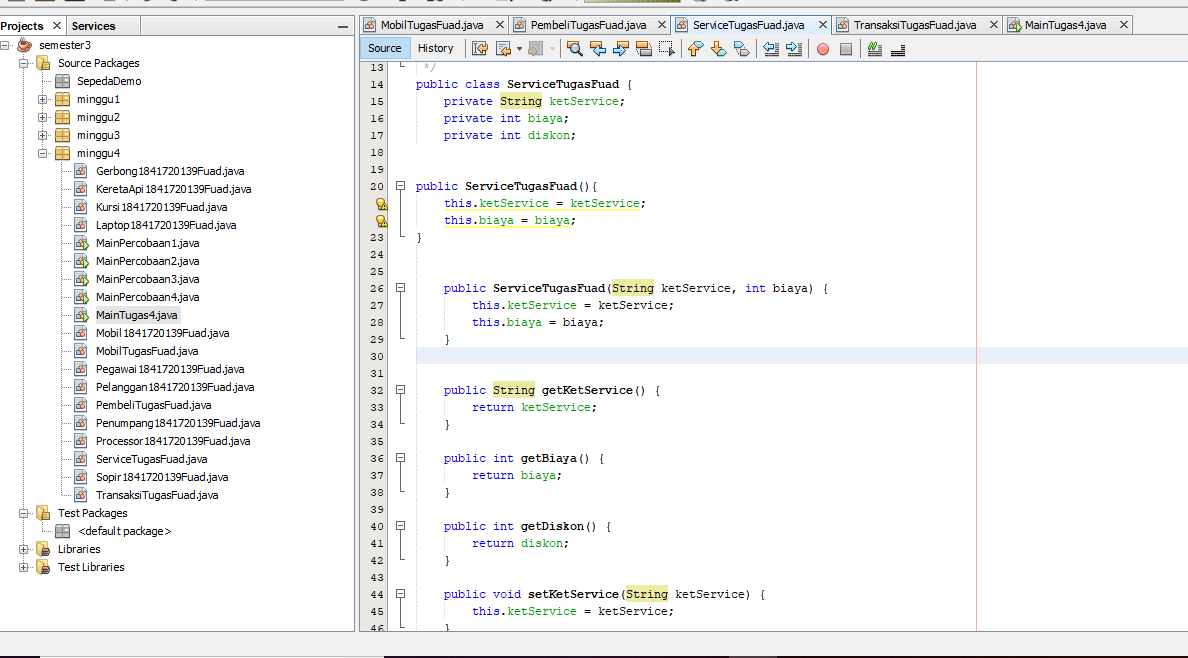 Projects Services
semester3
Source Packages
SepedaDemo
minggu1
minggu2
minggu3
minggu4
Gerbong1841720139Fuad.java
KeretaApi1841720139Fuad.java
Kursi1841720139Fuad.java
Laptop1841720139Fuad.java
MainPercobaan1.java
MainPercobaan2.java
MainPercobaan3.java
MainPercobaan4.java
MainTugas4.java
Mobil1841720139Fuad.java
MobilTugasFuad.java
Pegawai1841720139Fuad.java
Pelanggan1841720139Fuad.java
PembeliTugasFuad.java
Penumpang1841720139Fuad.java
Processor1841720139Fuad.java
ServiceTugasFuad.java
Sopir1841720139Fuad.java
TransaksiTugasFuad.java
Test Packages
<default package>
Libraries
Test Libraries
MobilTugasFuad.java PembeliTugasFuad.java ServiceTugasFuad.java TransaksiTugasFuad.java MainTugas4.java
Source History
13 */
14 public class ServiceTugasFuad {
15 private String ketService;
16 private int biaya;
17 private int diskon;
18
19
20 public ServiceTugasFuad(){
this.ketService = ketService;
this.biaya = biaya;
23 }
24
25
26 public ServiceTugasFuad(String ketService, int biaya) {
27 this.ketService = ketService;
28 this.biaya = biaya;
29 }
30
31
32 public String getKetService() {
33 return ketService;
34 }
35
36 public int getBiaya() {
37 return biaya;
38 }
39
40 public int getDiskon() {
41 return diskon;
42 }
43
44 public void setKetService(String ketService) {
45 this.ketService = ketService;
46 }